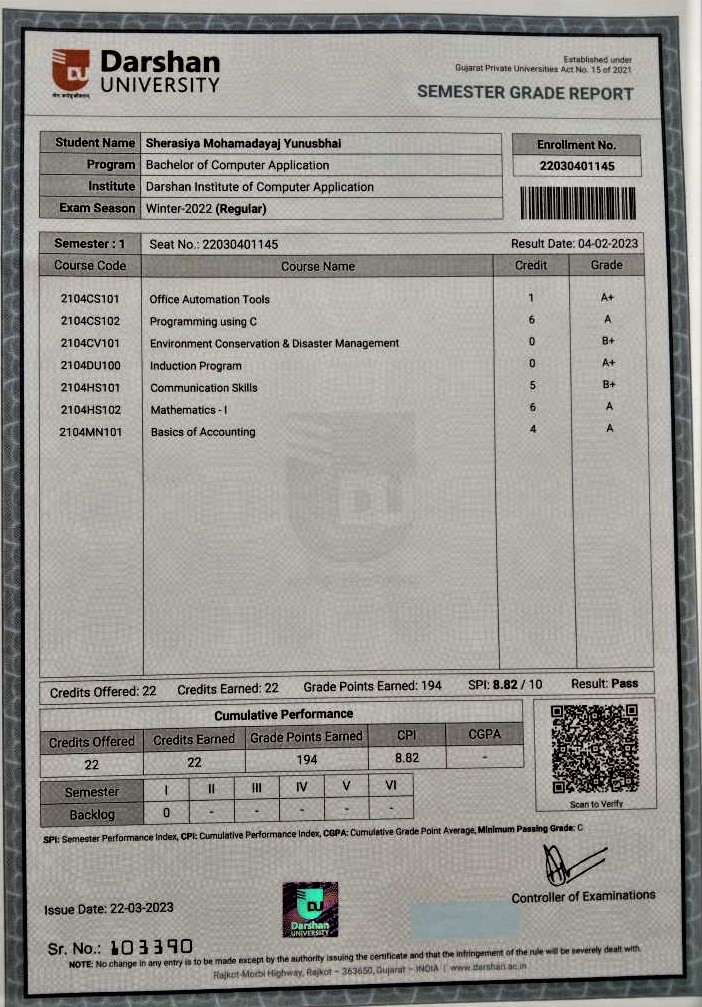 Darshan
UNIVERSITY
Established under
Gujarat Private Universities Act No. 15 of 2021
SEMESTER GRADE REPORT
Student Name Sherasiya Mohamadayaj Yunusbhai
Program Bachelor of Computer Application
Institute Darshan Institute of Computer Application
Exam Season Winter-2022 (Regular)
Enrollment No.
22030401145
Semester : 1 Seat No.: 22030401145 Result Date: 04-02-2023
Course Code Course Name Credit Grade
2104CS101 Office Automation Tools 1 A+
2104CS102 Programming using C 6 A
2104CV101 Environment Conservation & Disaster Management 0 B+
2104DU100 Induction Program 0 A+
2104HS101 Communication Skills 5 B+
2104HS102 Mathematics - I 6 A
2104MN101 Basics of Accounting 4 A
Credits Offered: 22 Credits Earned: 22 Grade Points Earned: 194 SPI: 8.82 / 10 Result: Pass
Cumulative Performance
Credits Offered Credits Earned Grade Points Earned CPI CGPA
22 22 194 8.82 -
Semester I II III IV V VI
Backlog 0 - - - - -
Scan to Verify
SPI: Semester Performance Index, CPI: Cumulative Performance Index, CGPA: Cumulative Grade Point Average, Minimum Passing Grade: C
Controller of Examinations
Issue Date: 22-03-2023
DU
Darshan
UNIVERSITY
Sr. No.: 103390
NOTE: No change in any entry is to be made except by the authority issuing the certificate and that the infringement of the rule will be severely dealt with.
Rajkot-Morbi Highway, Rajkot - 363650, Gujarat - INDIA | www.darshan.ac.in